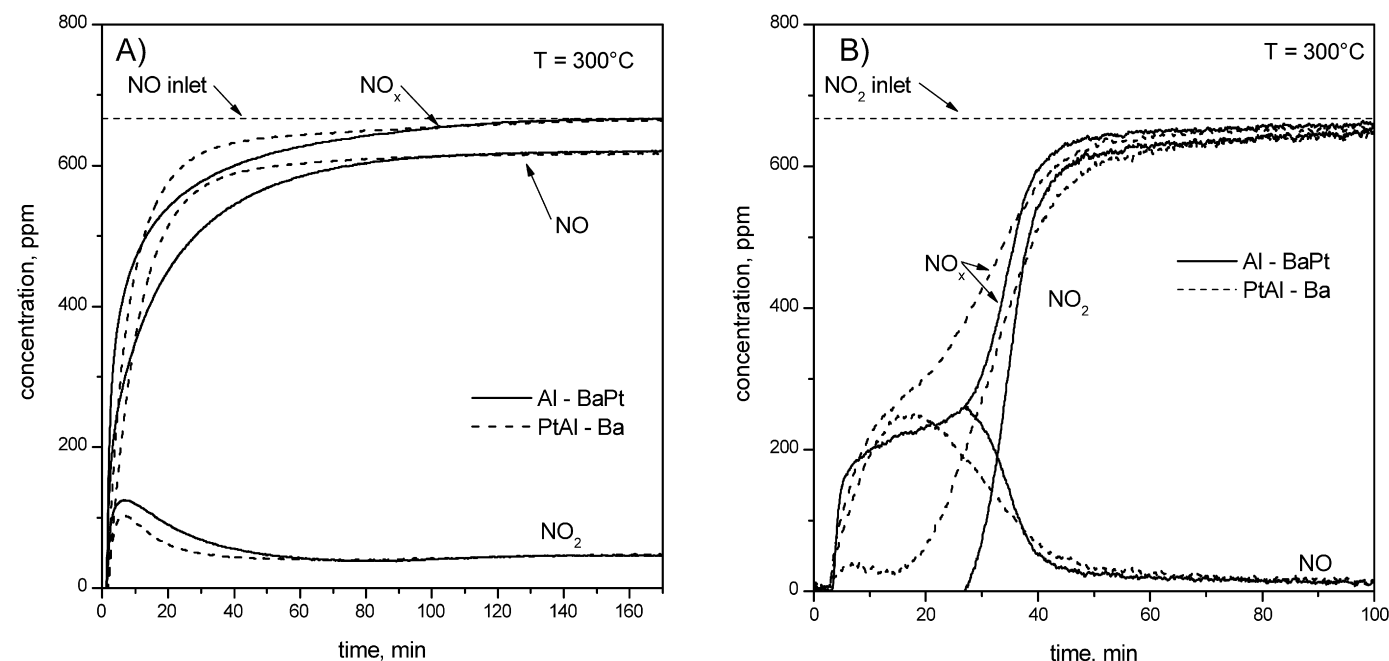 A)
T = 300°C
NO inlet
NOx
NO
Al - BaPt
PtAl - Ba
NO2
800
600
400
200
0
0 20 40 60 80 100 120 140 160
concentration, ppm
time, min
B)
T = 300°C
NO2 inlet
NOx
NO2
Al - BaPt
PtAl - Ba
NO
800
600
400
200
0
0 20 40 60 80 100
concentration, ppm
time, min